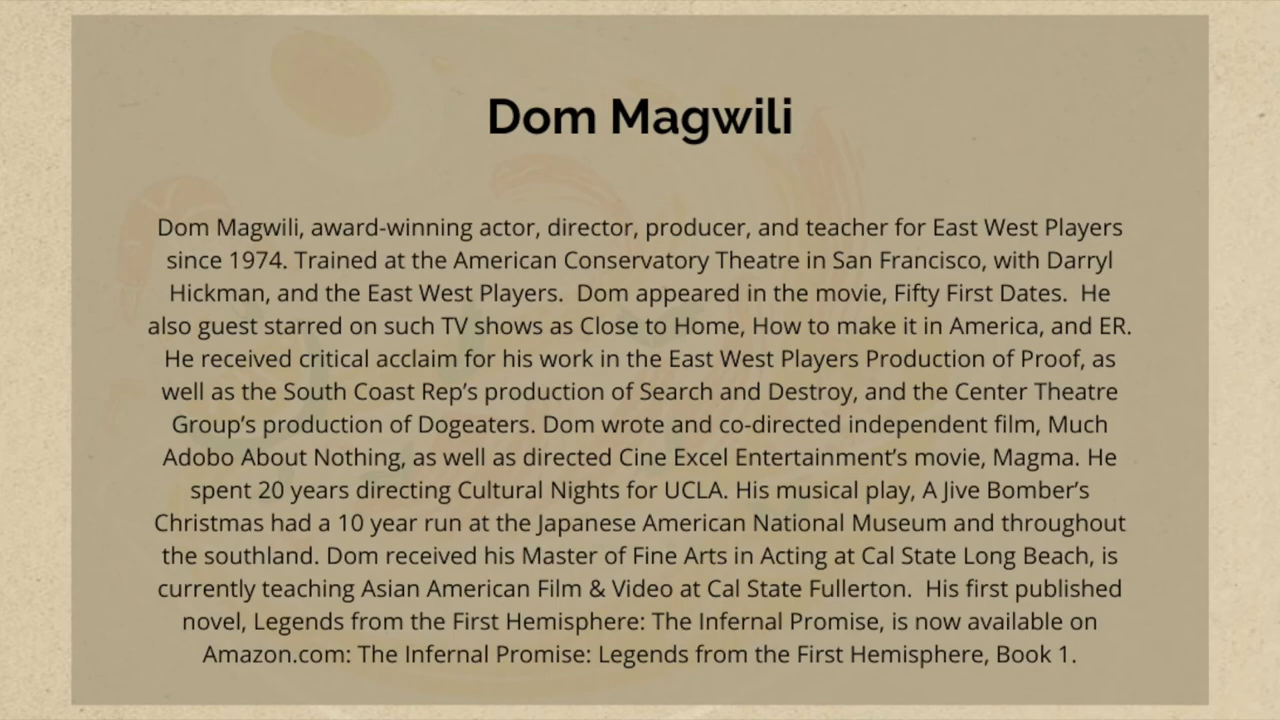 Dom Magwili
Dom Magwili, award-winning actor, director, producer, and teacher for East West Players
since 1974. Trained at the American Conservatory Theatre in San Francisco, with Darryl
Hickman, and the East West Players.  Dom appeared in the movie, Fifty First Dates.  He
also guest starred on such TV shows as Close to Home, How to make it in America, and ER.
He received critical acclaim for his work in the East West Players Production of Proof, as
well as the South Coast Rep’s production of Search and Destroy, and the Center Theatre
Group’s production of Dogeaters. Dom wrote and co-directed independent film, Much
Adobo About Nothing, as well as directed Cine Excel Entertainment’s movie, Magma. He
spent 20 years directing Cultural Nights for UCLA. His musical play, A Jive Bomber’s
Christmas had a 10 year run at the Japanese American National Museum and throughout
the southland. Dom received his Master of Fine Arts in Acting at Cal State Long Beach, is
currently teaching Asian American Film & Video at Cal State Fullerton.  His first published
novel, Legends from the First Hemisphere: The Infernal Promise, is now available on
Amazon.com: The Infernal Promise: Legends from the First Hemisphere, Book 1.